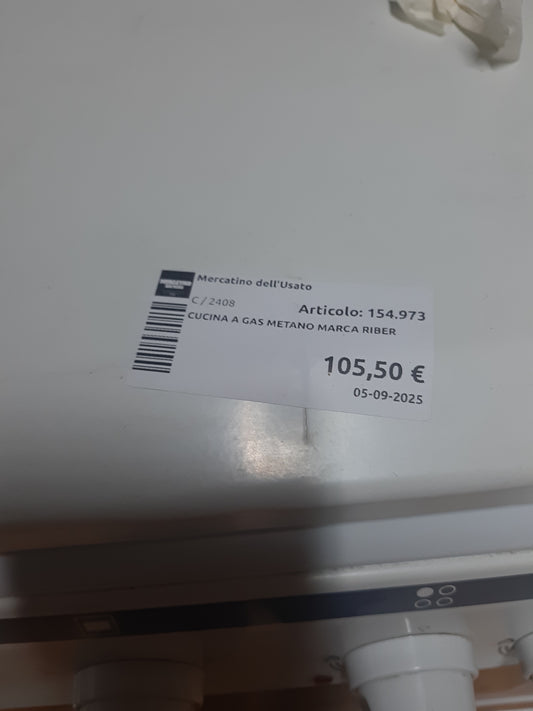 Mercatino dell'Usato
C / 2408
Articolo: 154.973
CUCINA A GAS METANO MARCA RIBER
105,50 €
05-09-2025